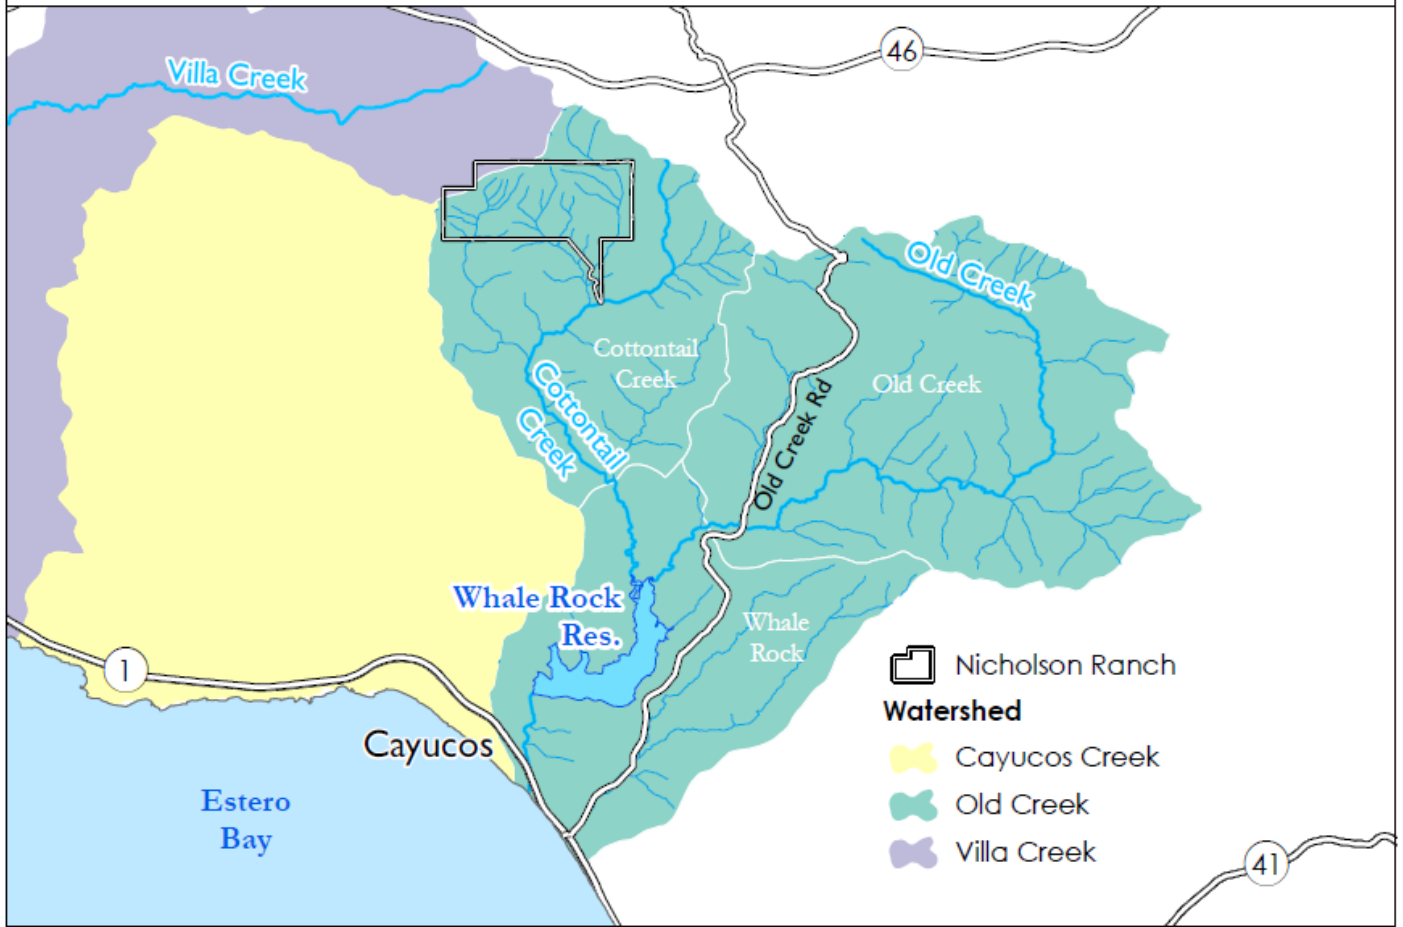 46
Villa Creek
Old Creek
Cottontail
Creek
Old Creek
Cottontail
Creek
Old Creek Rd
Whale Rock
Res.
Whale
Rock
1
Nicholson Ranch
Watershed
Cayucos
Cayucos Creek
Estero
Bay
Old Creek
Villa Creek
41